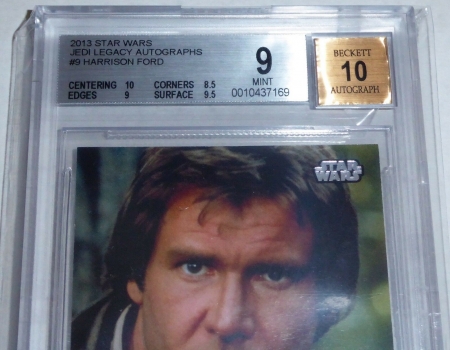 2013 STAR WARS
JEDI LEGACY AUTOGRAPHS
#9 HARRISON FORD
CENTERING 10 CORNERS 8.5
EDGES 9 SURFACE 9.5
9
MINT
0010437169
BECKETT
10
AUTOGRAPH
STAR
WARS